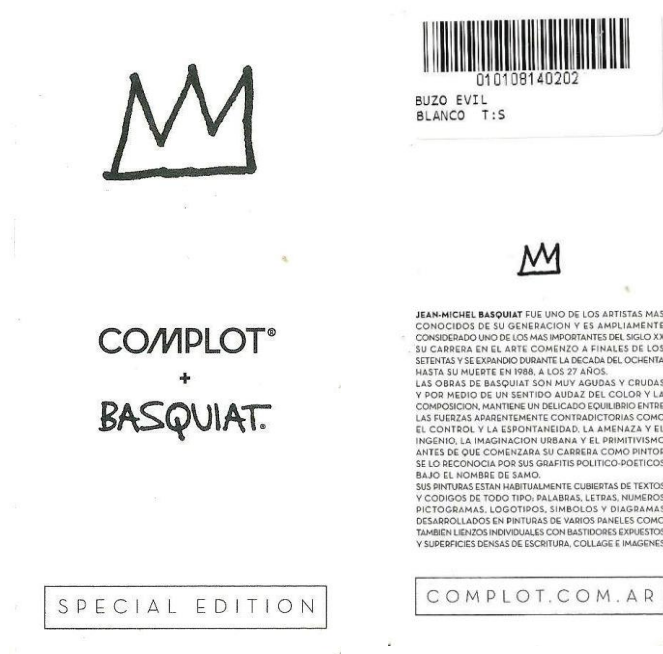 COMPLOT®
+
BASQUIAT.
SPECIAL EDITION
010108140202
BUZO EVIL
BLANCO T:S
JEAN-MICHEL BASQUIAT FUE UNO DE LOS ARTISTAS MAS
CONOCIDOS DE SU GENERACION Y ES AMPLIAMENTE
CONSIDERADO UNO DE LOS MAS IMPORTANTES DEL SIGLO XX
SU CARRERA EN EL ARTE COMENZO A FINALES DE LOS
SETENTAS Y SE EXPANDIO DURANTE LA DECADA DEL OCHENTA
HASTA SU MUERTE EN 1988, A LOS 27 AÑOS.
LAS OBRAS DE BASQUIAT SON MUY AGUDAS Y CRUDAS
Y POR MEDIO DE UN SENTIDO AUDAZ DEL COLOR Y LA
COMPOSICION, MANTIENE UN DELICADO EQUILIBRIO ENTRE
LAS FUERZAS APARENTEMENTE CONTRADICTORIAS COMO
EL CONTROL Y LA ESPONTANEIDAD, LA AMENAZA Y EL
INGENIO, LA IMAGINACION URBANA Y EL PRIMITIVISMO
ANTES DE QUE COMENZARA SU CARRERA COMO PINTOR
SE LO RECONOCIA POR SUS GRAFITIS POLITICO-POETICOS
BAJO EL NOMBRE DE SAMO.
SUS PINTURAS ESTAN HABITUALMENTE CUBIERTAS DE TEXTOS
Y CODIGOS DE TODO TIPO: PALABRAS, LETRAS, NUMEROS
PICTOGRAMAS, LOGOTIPOS, SIMBOLOS Y DIAGRAMAS
DESARROLLADOS EN PINTURAS DE VARIOS PANELES COMO
TAMBIEN LIENZOS INDIVIDUALES CON BASTIDORES EXPUESTOS
Y SUPERFICIES DENSAS DE ESCRITURA, COLLAGE E IMAGENES
COMPLOT.COM.AR